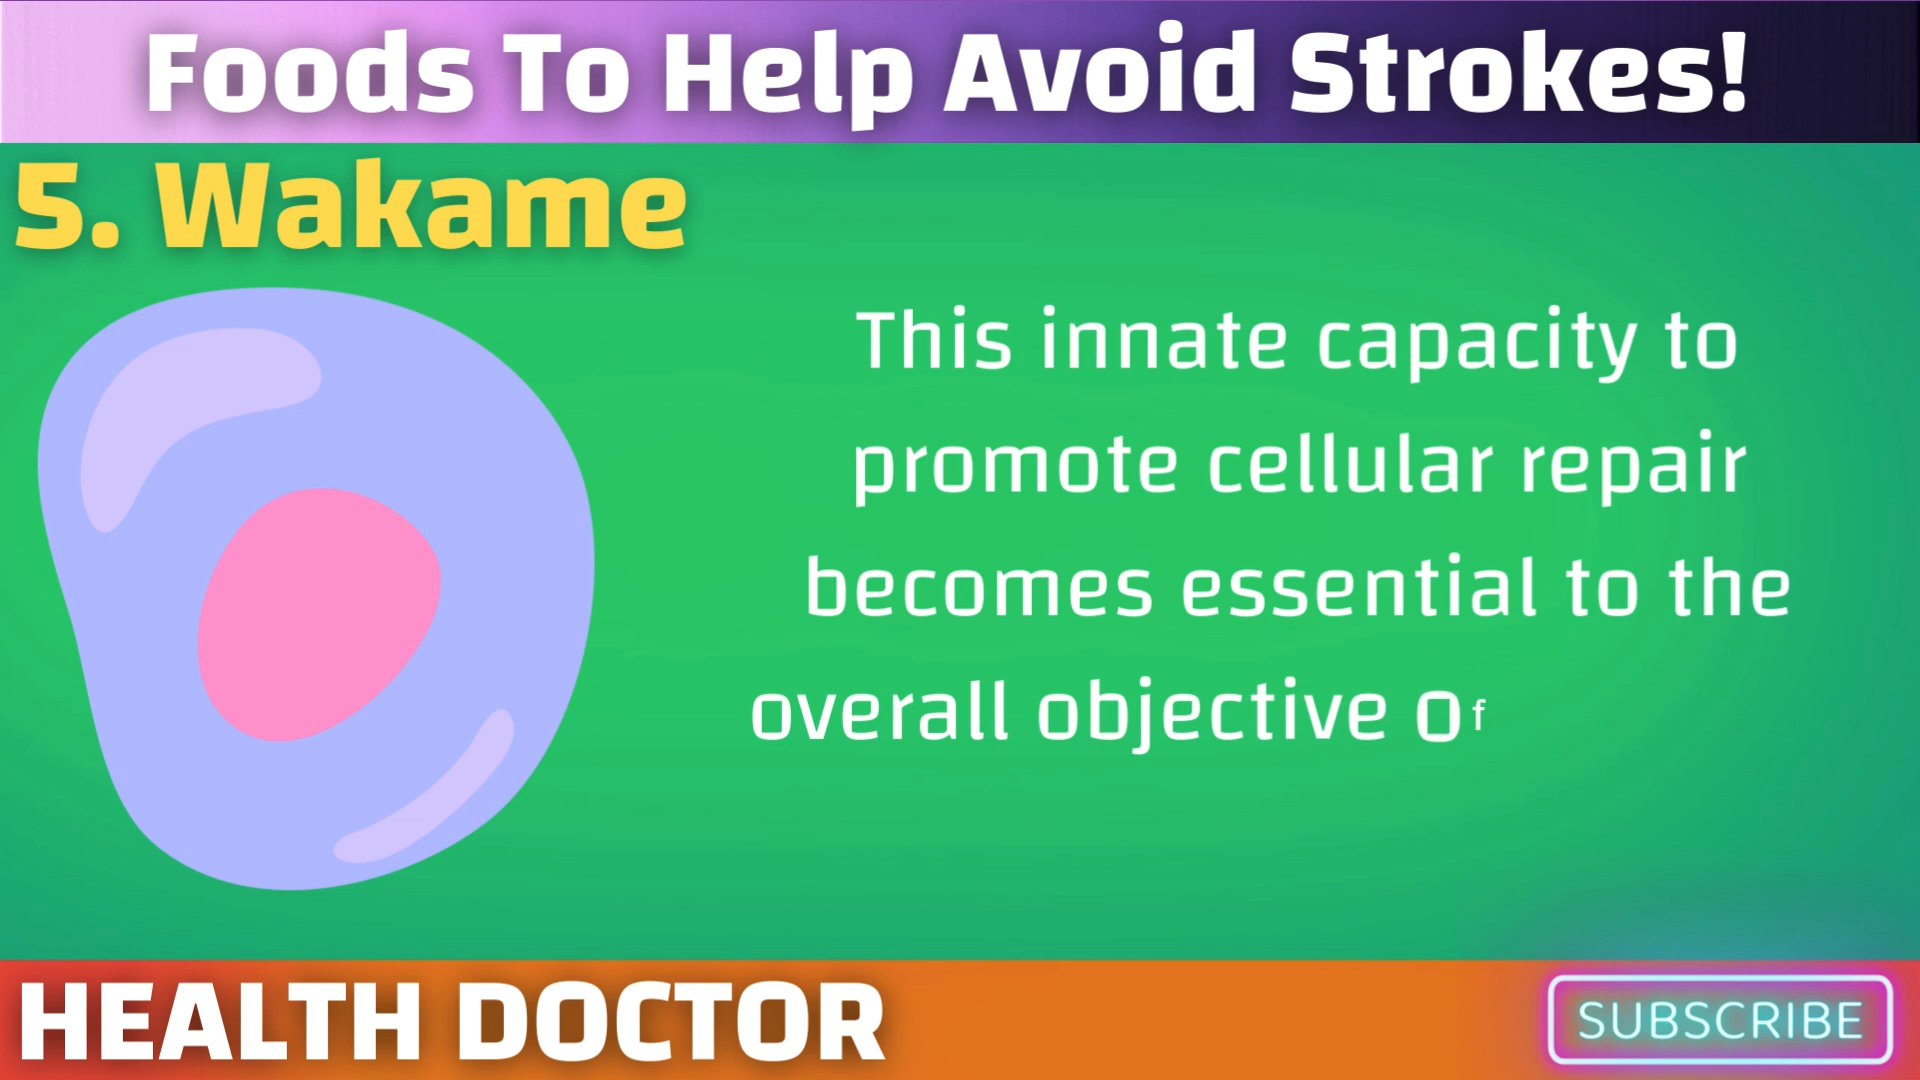 Foods To Help Avoid Strokes!
5. Wakame
This innate capacity to
promote cellular repair
becomes essential to the
overall objective of
HEALTH DOCTOR
SUBSCRIBE